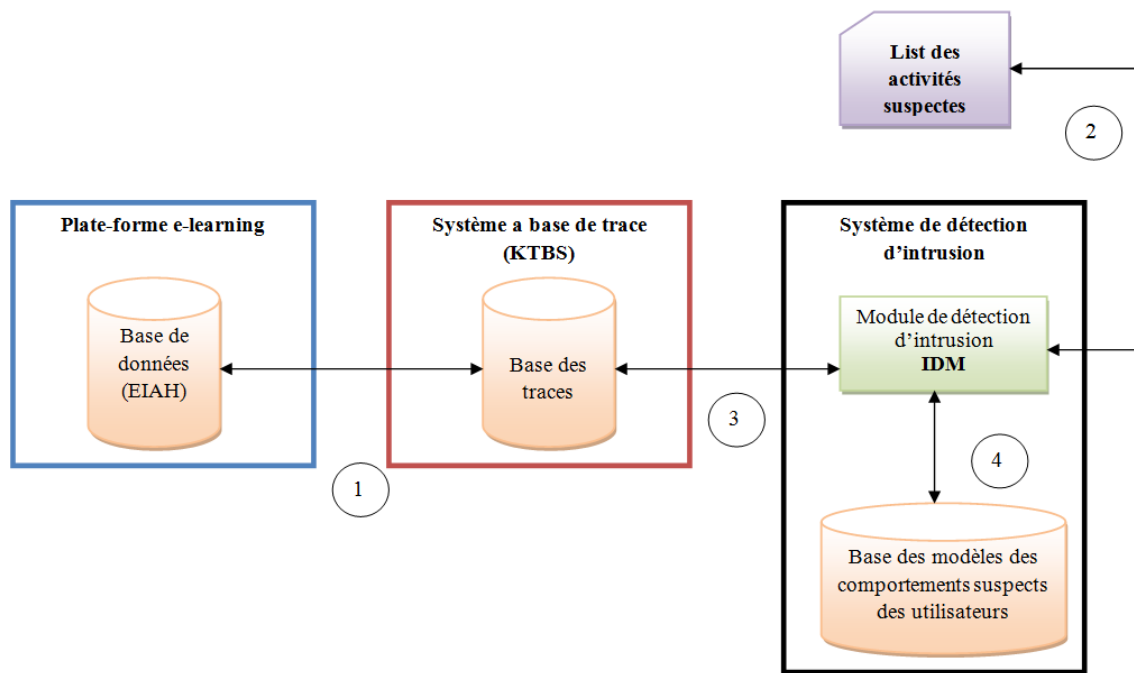 List des
activités
suspectes
2
Plate-forme e-learning
Système a base de trace
(KTBS)
Système de détection
d'intrusion
Base de
données
(EIAH)
Base des
traces
Module de détection
d'intrusion
IDM
3
1
4
Base des modèles des
comportements suspects
des utilisateurs